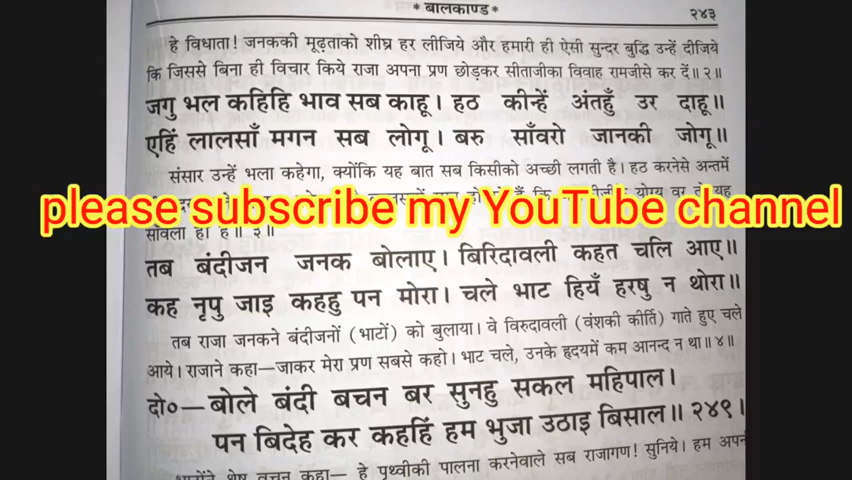 * बालकाण्ड *
२४३
हे विधाता! जनककी मूढ़ताको शीघ्र हर लीजिये और हमारी ही ऐसी सुन्दर बुद्धि उन्हें दीजिये
कि जिससे बिना ही विचार किये राजा अपना प्रण छोड़कर सीताजीका विवाह रामजीसे कर दें॥२॥
जगु भल कहिहि भाव सब काहू। हठ कीन्हें अंतहुँ उर दाहू॥
एहिं लालसाँ मगन सब लोगू। बरु साँवरो जानकी जोगू॥
संसार उन्हें भला कहेगा, क्योंकि यह बात सब किसीको अच्छी लगती है। हठ करनेसे अन्तमें
please subscribe my YouTube channel
साँवला ही है॥३॥
तब बंदीजन जनक बोलाए। बिरिदावली कहत चलि आए॥
कह नृपु जाइ कहहु पन मोरा। चले भाट हियँ हरषु न थोरा॥
तब राजा जनकने बंदीजनों (भाटों) को बुलाया। वे विरुदावली (वंशकी कीर्ति) गाते हुए चले
आये। राजाने कहा—जाकर मेरा प्रण सबसे कहो। भाट चले, उनके हृदयमें कम आनन्द न था॥४॥
दो०— बोले बंदी बचन बर सुनहु सकल महिपाल।
पन बिदेह कर कहहिं हम भुजा उठाइ बिसाल॥२४९।
भाटोंने श्रेष्ठ वचन कहा— हे पृथ्वीकी पालना करनेवाले सब राजागण! सुनिये। हम अपनी